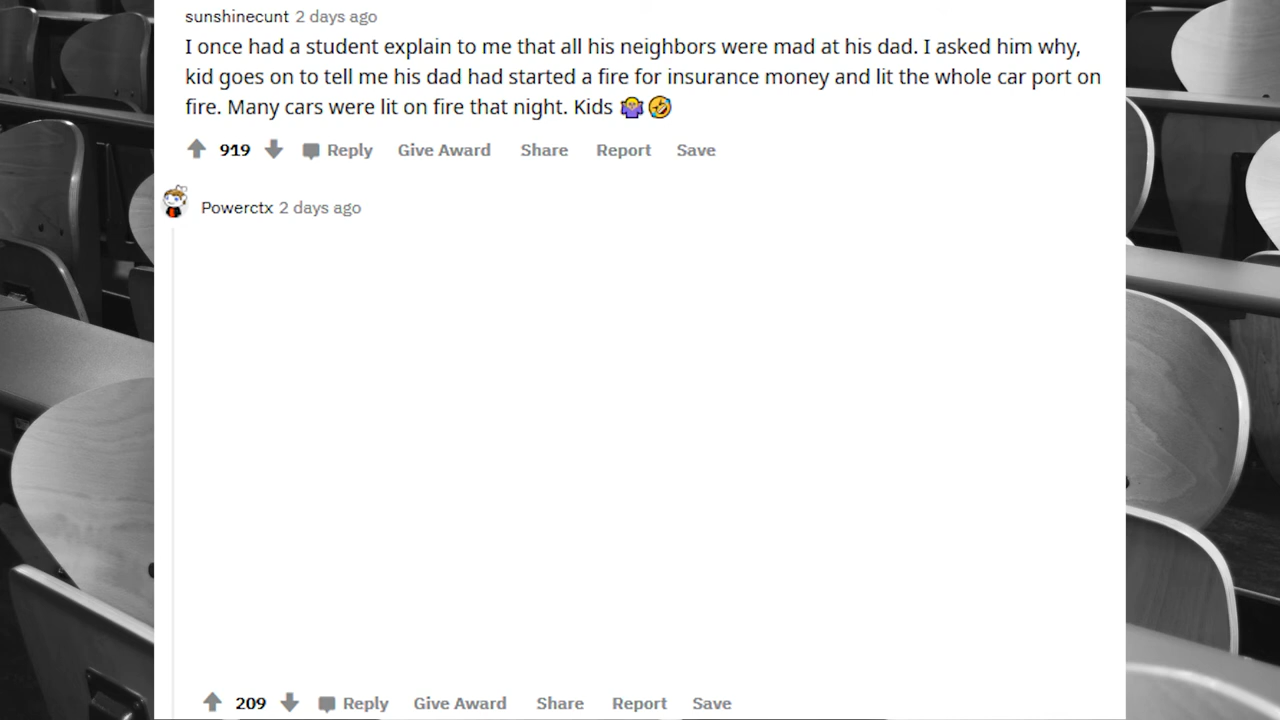 sunshinecunt 2 days ago
I once had a student explain to me that all his neighbors were mad at his dad. I asked him why,
kid goes on to tell me his dad had started a fire for insurance money and lit the whole car port on
fire. Many cars were lit on fire that night. Kids 🤷‍♀️🤣
919 Reply Give Award Share Report Save
Powerctx 2 days ago
209 Reply Give Award Share Report Save